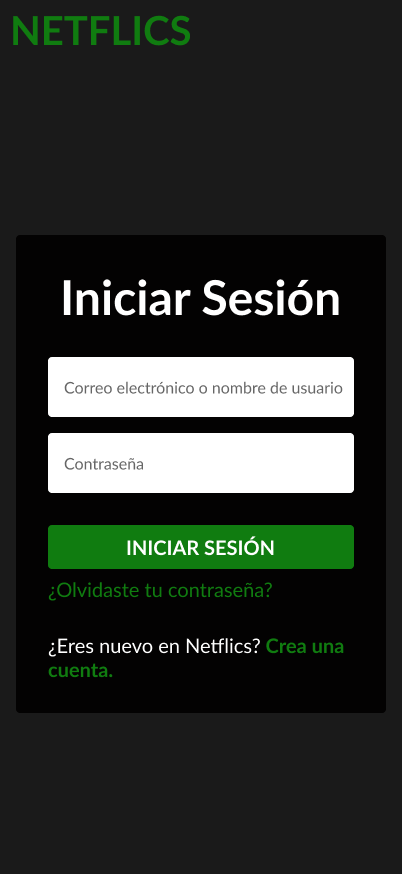 NETFLICS
Iniciar Sesión
Correo electrónico o nombre de usuario
Contraseña
INICIAR SESIÓN
¿Olvidaste tu contraseña?
¿Eres nuevo en Netflics? Crea una
cuenta.